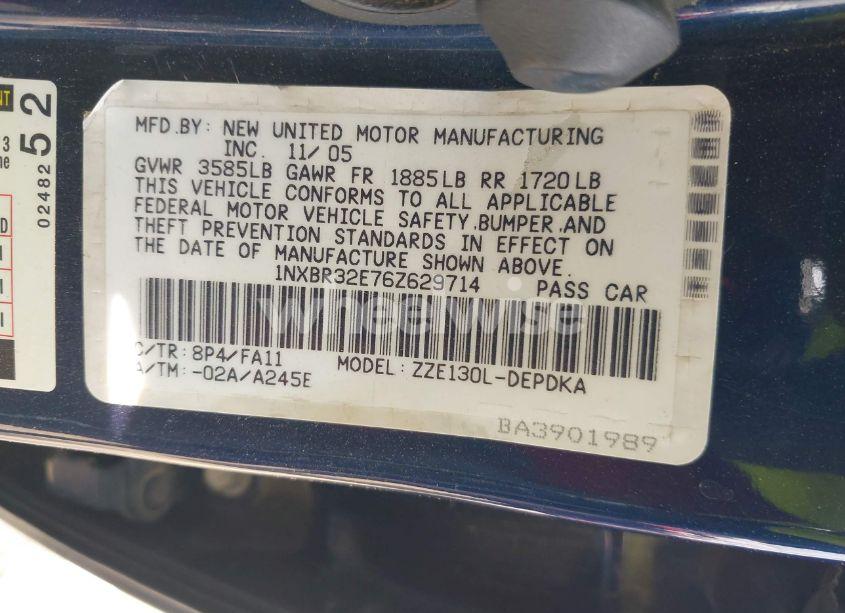 MFD.BY: NEW UNITED MOTOR MANUFACTURING
INC. 11/05
GVWR 3585LB GAWR FR 1885LB RR 1720LB
THIS VEHICLE CONFORMS TO ALL APPLICABLE
FEDERAL MOTOR VEHICLE SAFETY,BUMPER,AND
THEFT PREVENTION STANDARDS IN EFFECT ON
THE DATE OF MANUFACTURE SHOWN ABOVE.
1NXBR32E76Z629714 PASS CAR
C/TR:8P4/FA11 MODEL: ZZE130L-DEPDKA
A/TM:-02A/A245E
BA3901989
0248252
wheelwise